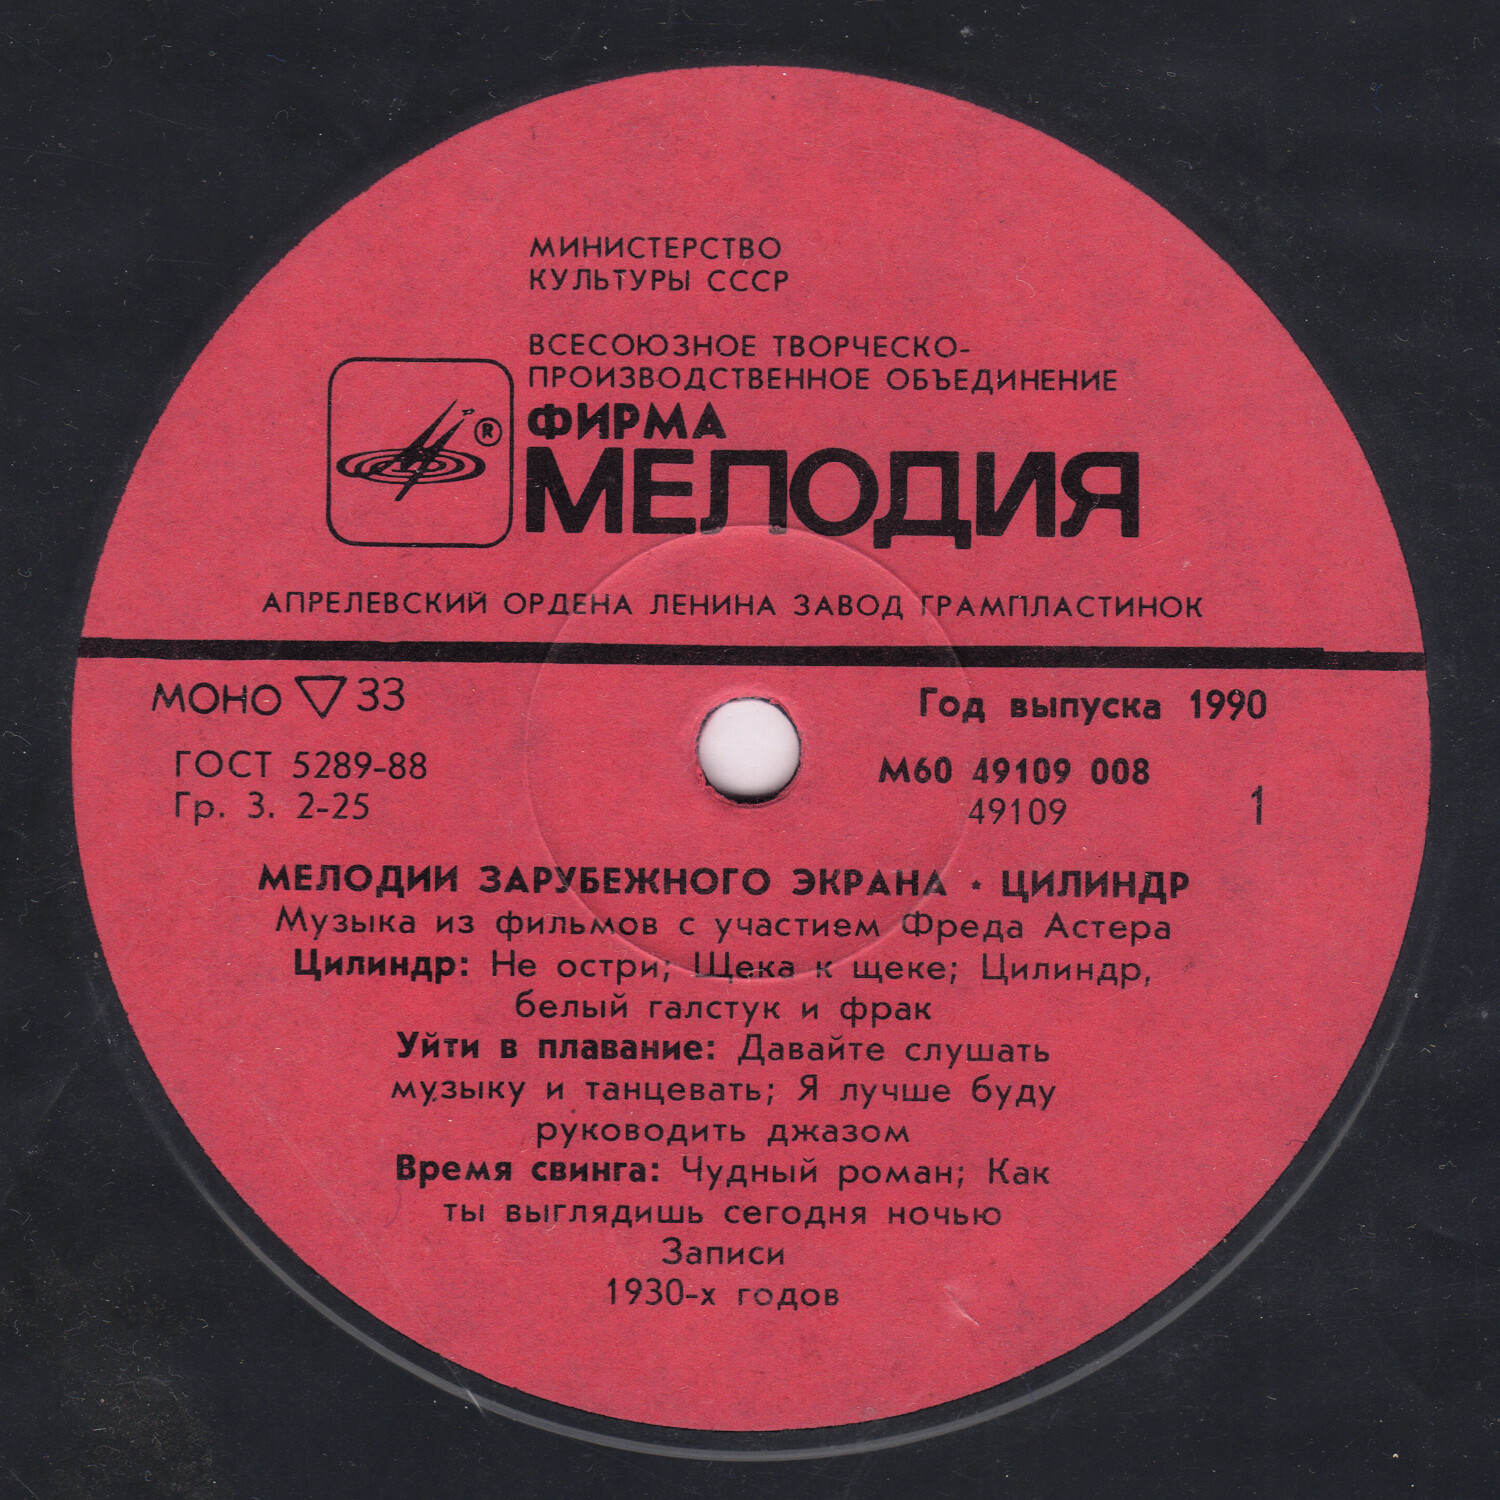 МИНИСТЕРСТВО
КУЛЬТУРЫ СССР
ВСЕСОЮЗНОЕ ТВОРЧЕСКО-
ПРОИЗВОДСТВЕННОЕ ОБЪЕДИНЕНИЕ
®
ФИРМА
МЕЛОДИЯ
АПРЕЛЕВСКИЙ ОРДЕНА ЛЕНИНА ЗАВОД ГРАМПЛАСТИНОК
МОНО ▽ 33
Год выпуска 1990
ГОСТ 5289-88
М60 49109 008
Гр. 3. 2-25
49109
1
МЕЛОДИИ ЗАРУБЕЖНОГО ЭКРАНА · ЦИЛИНДР
Музыка из фильмов с участием Фреда Астера
Цилиндр: Не остри; Щека к щеке; Цилиндр,
белый галстук и фрак
Уйти в плавание: Давайте слушать
музыку и танцевать; Я лучше буду
руководить джазом
Время свинга: Чудный роман; Как
ты выглядишь сегодня ночью
Записи
1930-х годов